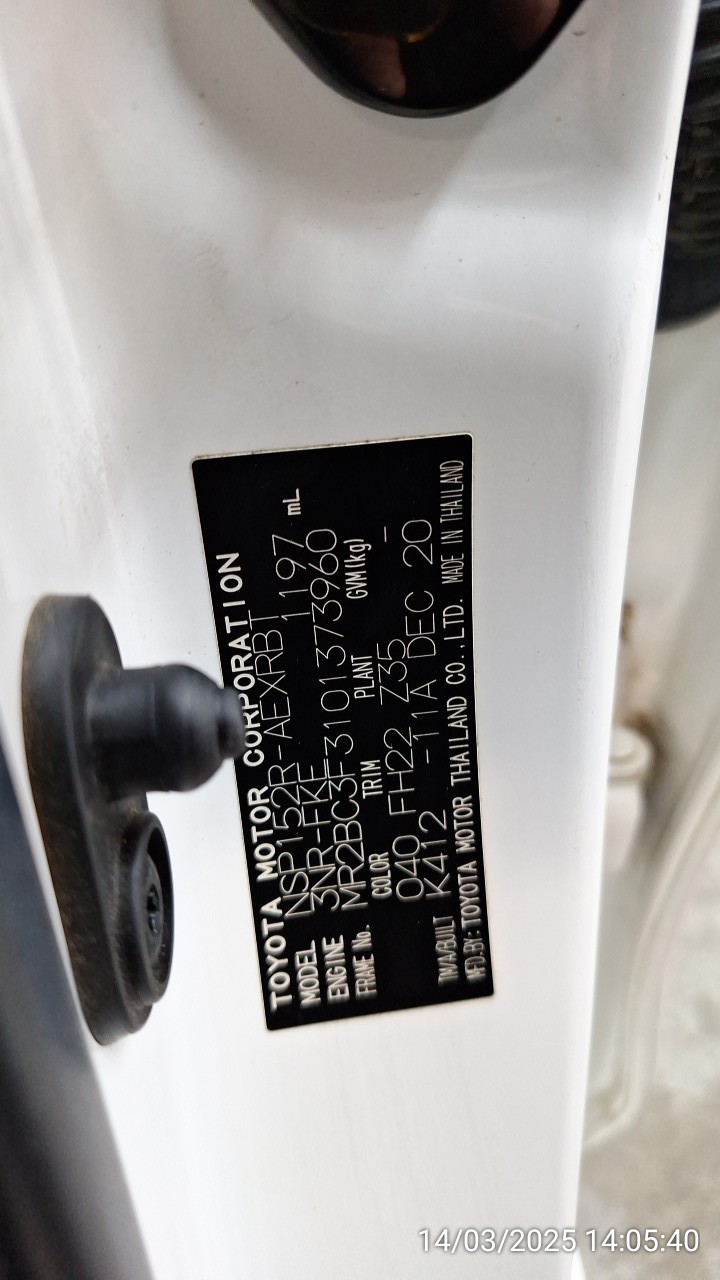 TOYOTA MOTOR CORPORATION
MODEL NSP152R-AEXRBT 1197 mL
ENGINE 3NR-FKE
FRAME No. MR2BC3F3101373960
COLOR TRIM PLANT GVM(kg)
040 FH22 Z35 -
TM/A/BUILT K412 -11A DEC 20
MFD.BY: TOYOTA MOTOR THAILAND CO.,LTD. MADE IN THAILAND
14/03/2025 14:05:40